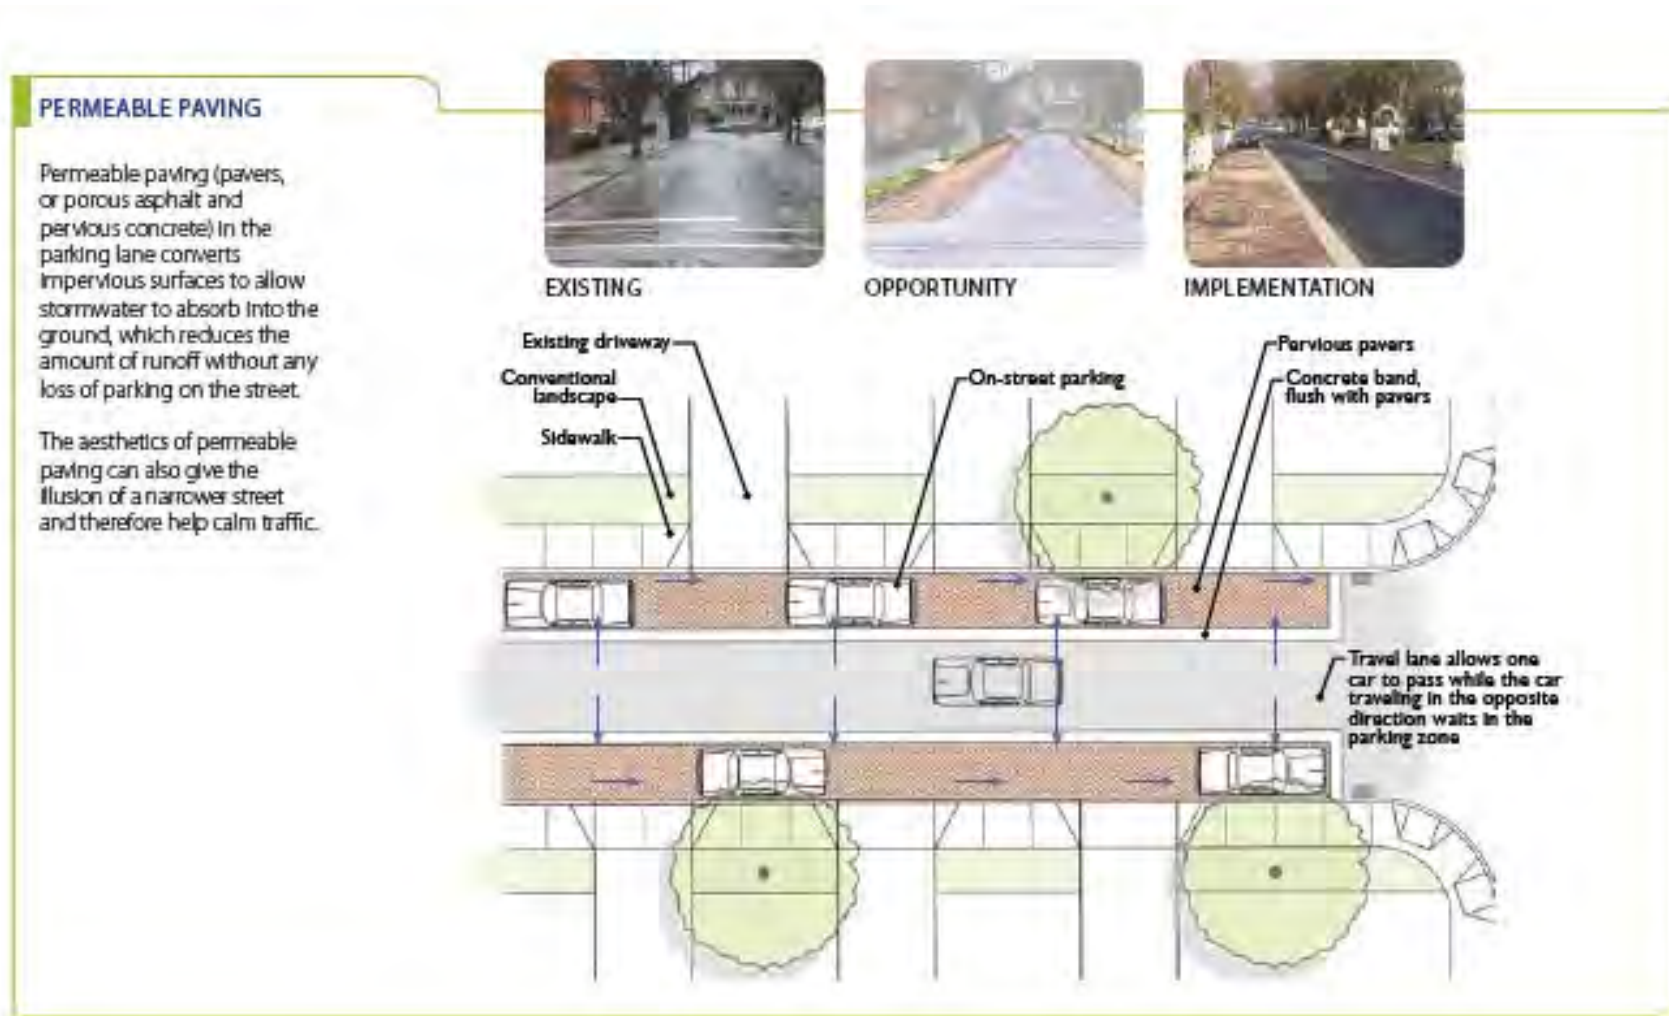 PERMEABLE PAVING
Permeable paving (pavers,
or porous asphalt and
pervious concrete) in the
parking lane converts
impervious surfaces to allow
stormwater to absorb into the
ground, which reduces the
amount of runoff without any
loss of parking on the street.
The aesthetics of permeable
paving can also give the
illusion of a narrower street
and therefore help calm traffic.
EXISTING
OPPORTUNITY
IMPLEMENTATION
Existing driveway
Conventional
landscape
Sidewalk
On-street parking
Pervious pavers
Concrete band,
flush with pavers
Travel lane allows one
car to pass while the car
traveling in the opposite
direction waits in the
parking zone